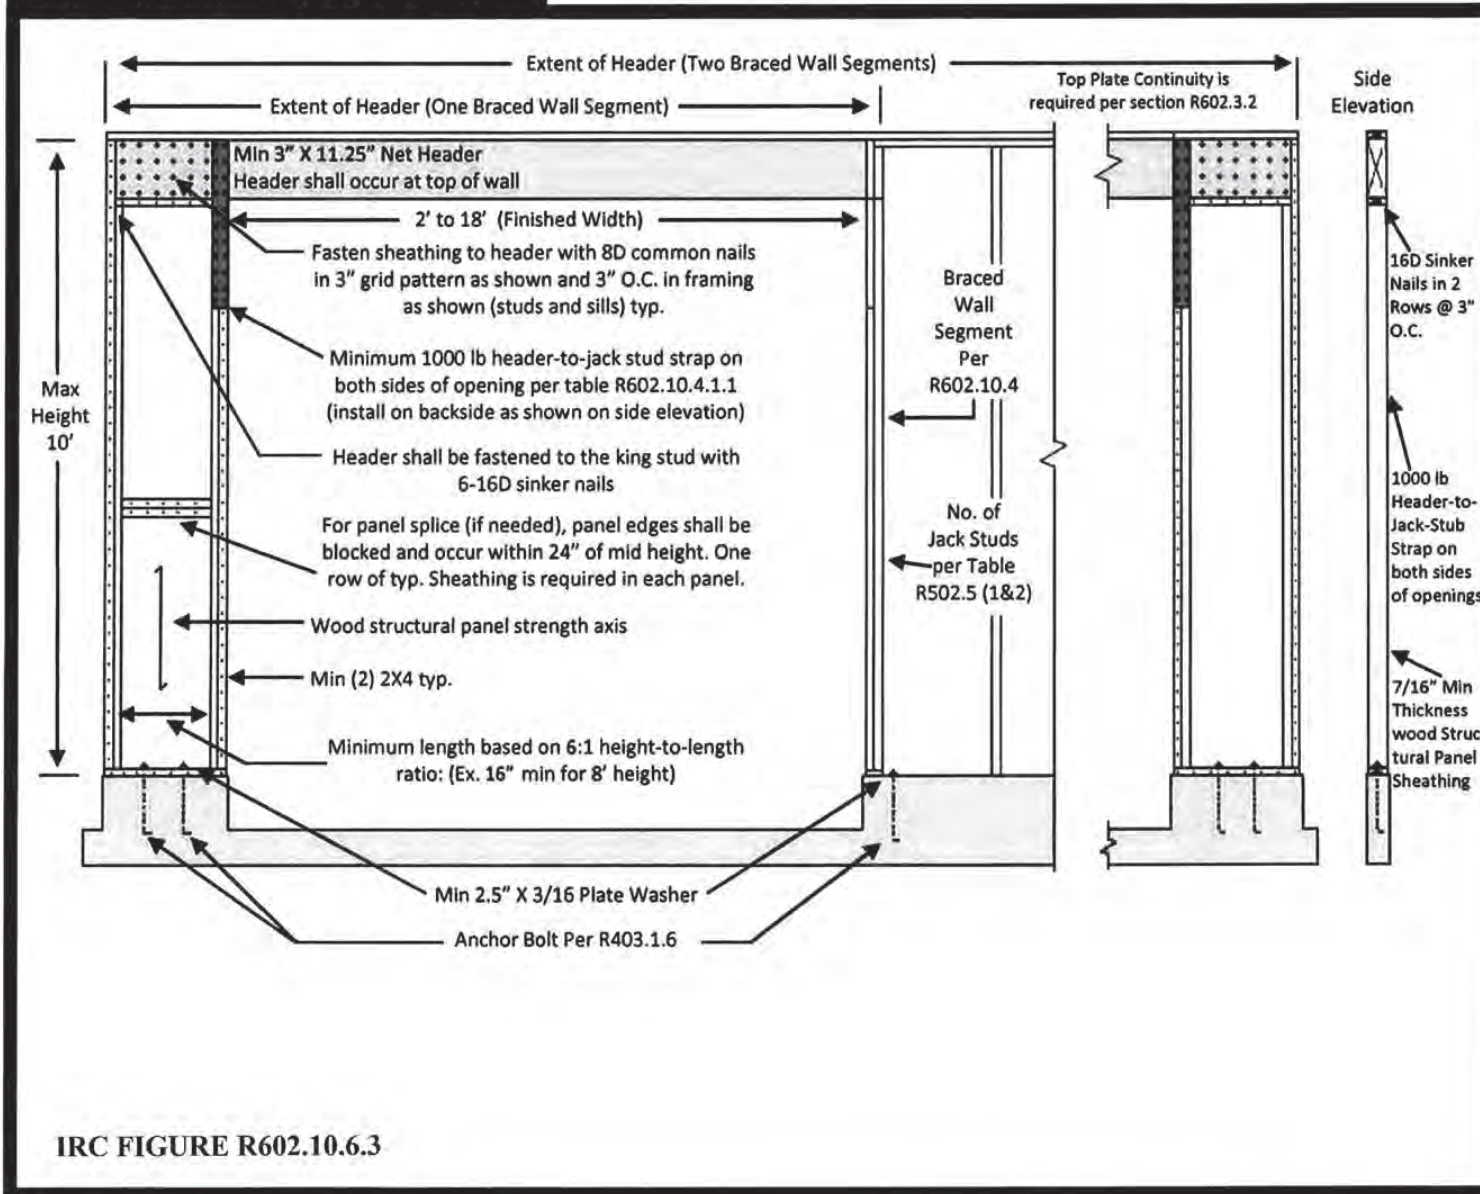 Extent of Header (Two Braced Wall Segments)
Top Plate Continuity is
required per section R602.3.2
Side
Elevation
Extent of Header (One Braced Wall Segment)
Min 3" X 11.25" Net Header
Header shall occur at top of wall
2' to 18' (Finished Width)
Fasten sheathing to header with 8D common nails
in 3" grid pattern as shown and 3" O.C. in framing
as shown (studs and sills) typ.
Minimum 1000 lb header-to-jack stud strap on
both sides of opening per table R602.10.4.1.1
(install on backside as shown on side elevation)
Max
Height
10'
Header shall be fastened to the king stud with
6-16D sinker nails
For panel splice (if needed), panel edges shall be
blocked and occur within 24" of mid height. One
row of typ. Sheathing is required in each panel.
Wood structural panel strength axis
Min (2) 2X4 typ.
Minimum length based on 6:1 height-to-length
ratio: (Ex. 16" min for 8' height)
Braced
Wall
Segment
Per
R602.10.4
No. of
Jack Studs
per Table
R502.5 (1&2)
16D Sinker
Nails in 2
Rows @ 3"
O.C.
1000 lb
Header-to-
Jack-Stub
Strap on
both sides
of openings
7/16" Min
Thickness
wood Struc
tural Panel
Sheathing
Min 2.5" X 3/16 Plate Washer
Anchor Bolt Per R403.1.6
IRC FIGURE R602.10.6.3